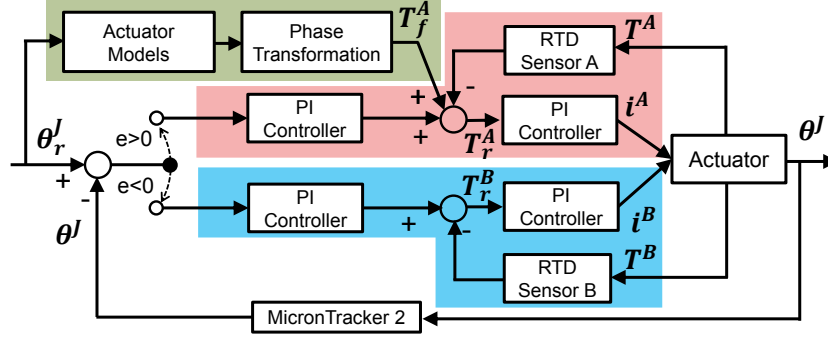 Actuator
Models
Phase
Transformation
T_f^A
RTD
Sensor A
T^A
-
+
+
PI
Controller
T_r^A
PI
Controller
i^A
θ_r^J
e>0
+
e<0
-
θ^J
Actuator
θ^J
PI
Controller
+
T_r^B
-
PI
Controller
i^B
RTD
Sensor B
T^B
MicronTracker 2